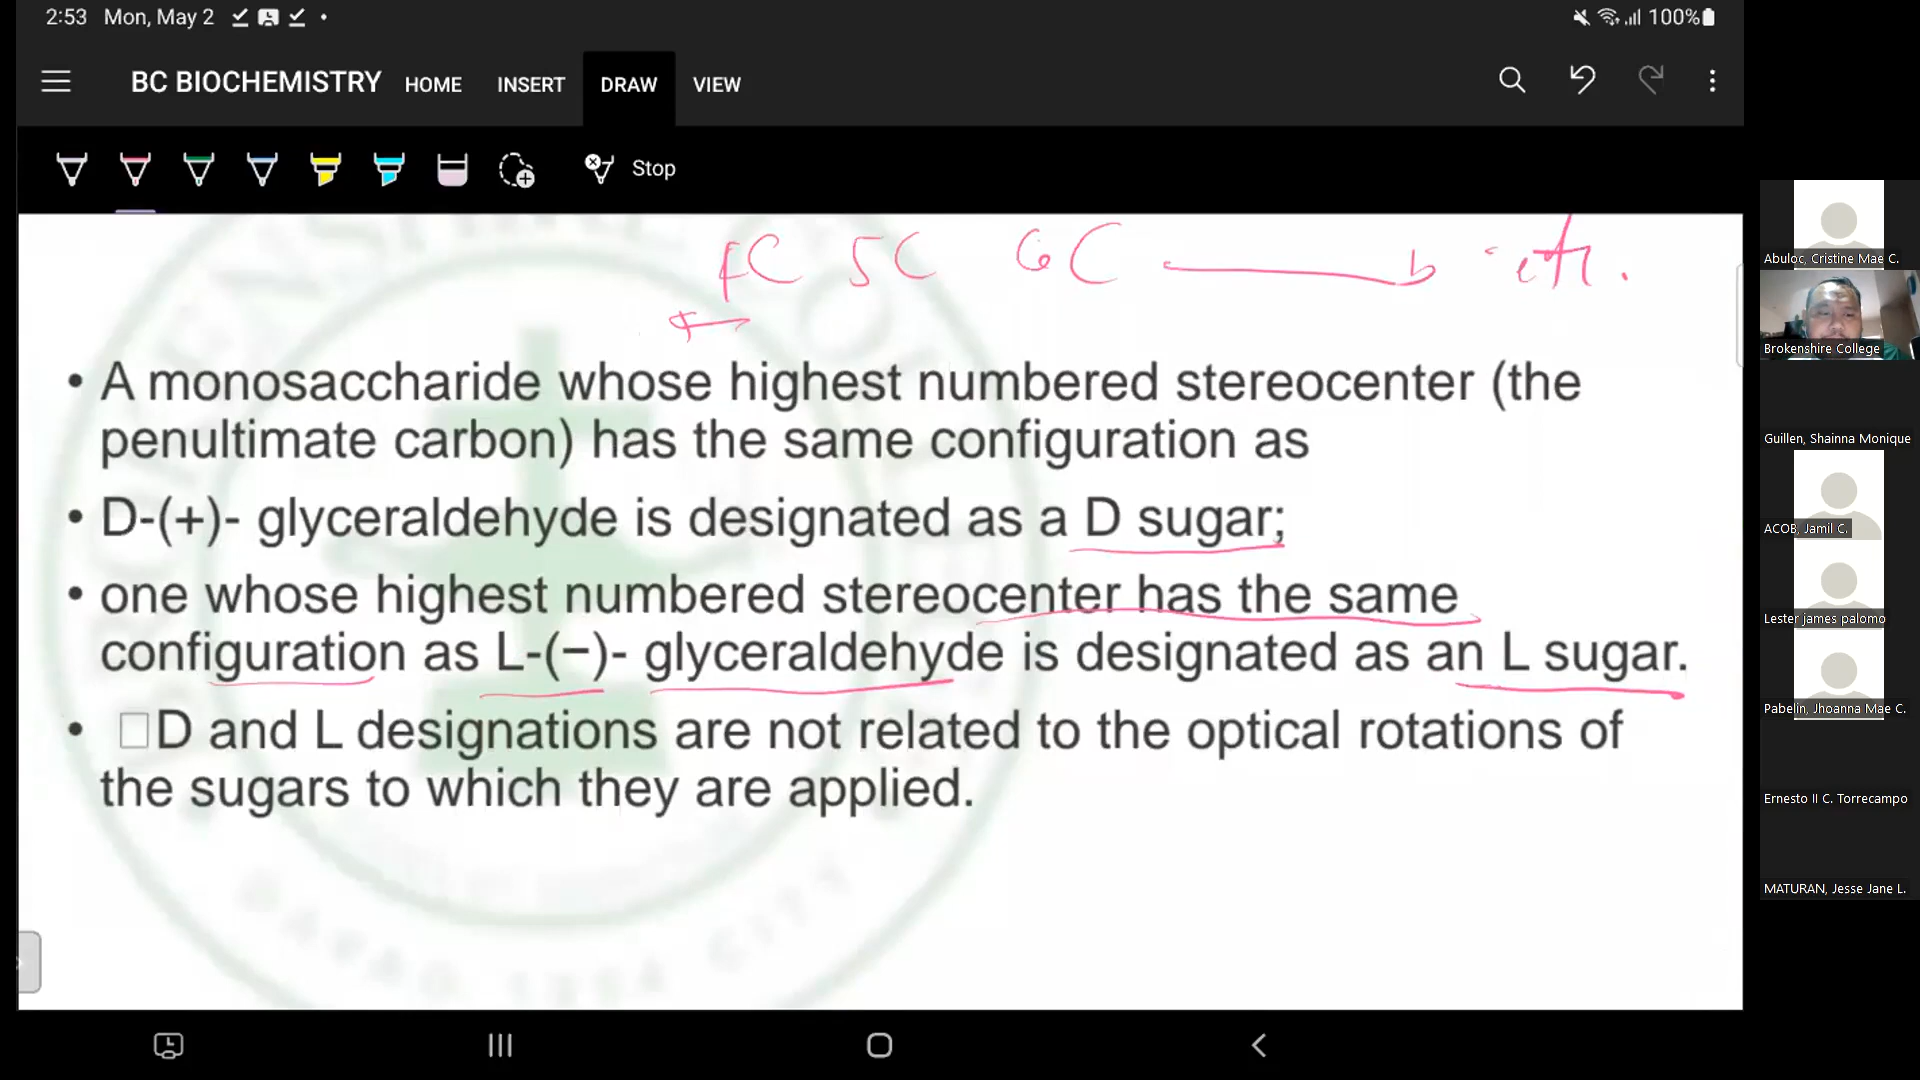 2:53 Mon, May 2
100%
BC BIOCHEMISTRY HOME INSERT DRAW VIEW
Stop
5C 6C
• A monosaccharide whose highest numbered stereocenter (the
penultimate carbon) has the same configuration as
• D-(+)- glyceraldehyde is designated as a D sugar;
• one whose highest numbered stereocenter has the same
configuration as L-(−)- glyceraldehyde is designated as an L sugar.
• □D and L designations are not related to the optical rotations of
the sugars to which they are applied.
Abuloc, Cristine Mae C.
Brokenshire College
Guillen, Shainna Monique
ACOB, Jamil C.
Lester james palomo
Pabelin, Jhoanna Mae C.
Ernesto II C. Torrecampo
MATURAN, Jesse Jane L.